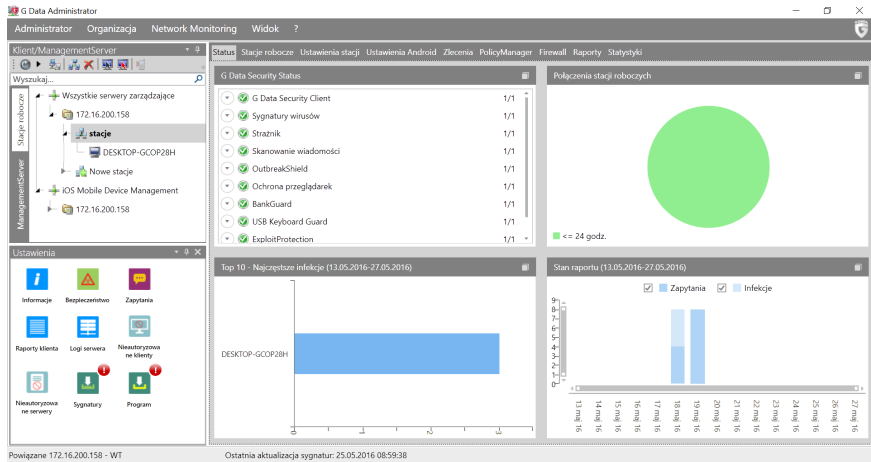 G Data Administrator
Administrator Organizacja Network Monitoring Widok ?
Klient/ManagementServer
Wyszukaj...
Stacje robocze
ManagementServer
Wszystkie serwery zarządzające
172.16.200.158
stacje
DESKTOP-GCOP28H
Nowe stacje
iOS Mobile Device Management
172.16.200.158
Ustawienia
Informacje Bezpieczeństwo Zapytania
Raporty klienta Logi serwera Nieautoryzowa
ne klienty
Nieautoryzowa
ne serwery Sygnatury Program
Status Stacje robocze Ustawienia stacji Ustawienia Android Zlecenia PolicyManager Firewall Raporty Statystyki
G Data Security Status
G Data Security Client 1/1
Sygnatury wirusów 1/1
Strażnik 1/1
Skanowanie wiadomości 1/1
OutbreakShield 1/1
Ochrona przeglądarek 1/1
BankGuard 1/1
USB Keyboard Guard 1/1
ExploitProtection 1/1
Połączenia stacji roboczych
<= 24 godz.
Top 10 - Najczęstsze infekcje (13.05.2016-27.05.2016)
DESKTOP-GCOP28H
0 1 2 3
Stan raportu (13.05.2016-27.05.2016)
Zapytania Infekcje
9
8
7
6
5
4
3
2
1
0
13 maj 16
14 maj 16
15 maj 16
16 maj 16
17 maj 16
18 maj 16
19 maj 16
20 maj 16
21 maj 16
22 maj 16
23 maj 16
24 maj 16
25 maj 16
26 maj 16
27 maj 16
Powiązane 172.16.200.158 - WT Ostatnia aktualizacja sygnatur: 25.05.2016 08:59:38